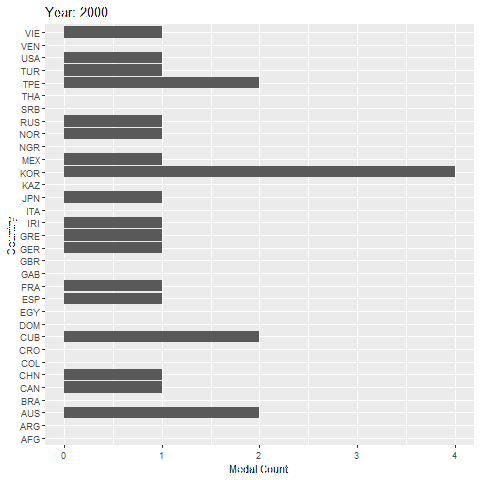 Year: 2000
VIE
VEN
USA
TUR
TPE
THA
SRB
RUS
NOR
NGR
MEX
KOR
KAZ
JPN
ITA
IRI
GRE
GER
GBR
GAB
FRA
ESP
EGY
DOM
CUB
CRO
COL
CHN
CAN
BRA
AUS
ARG
AFG
Country
0 1 2 3 4
Medal Count